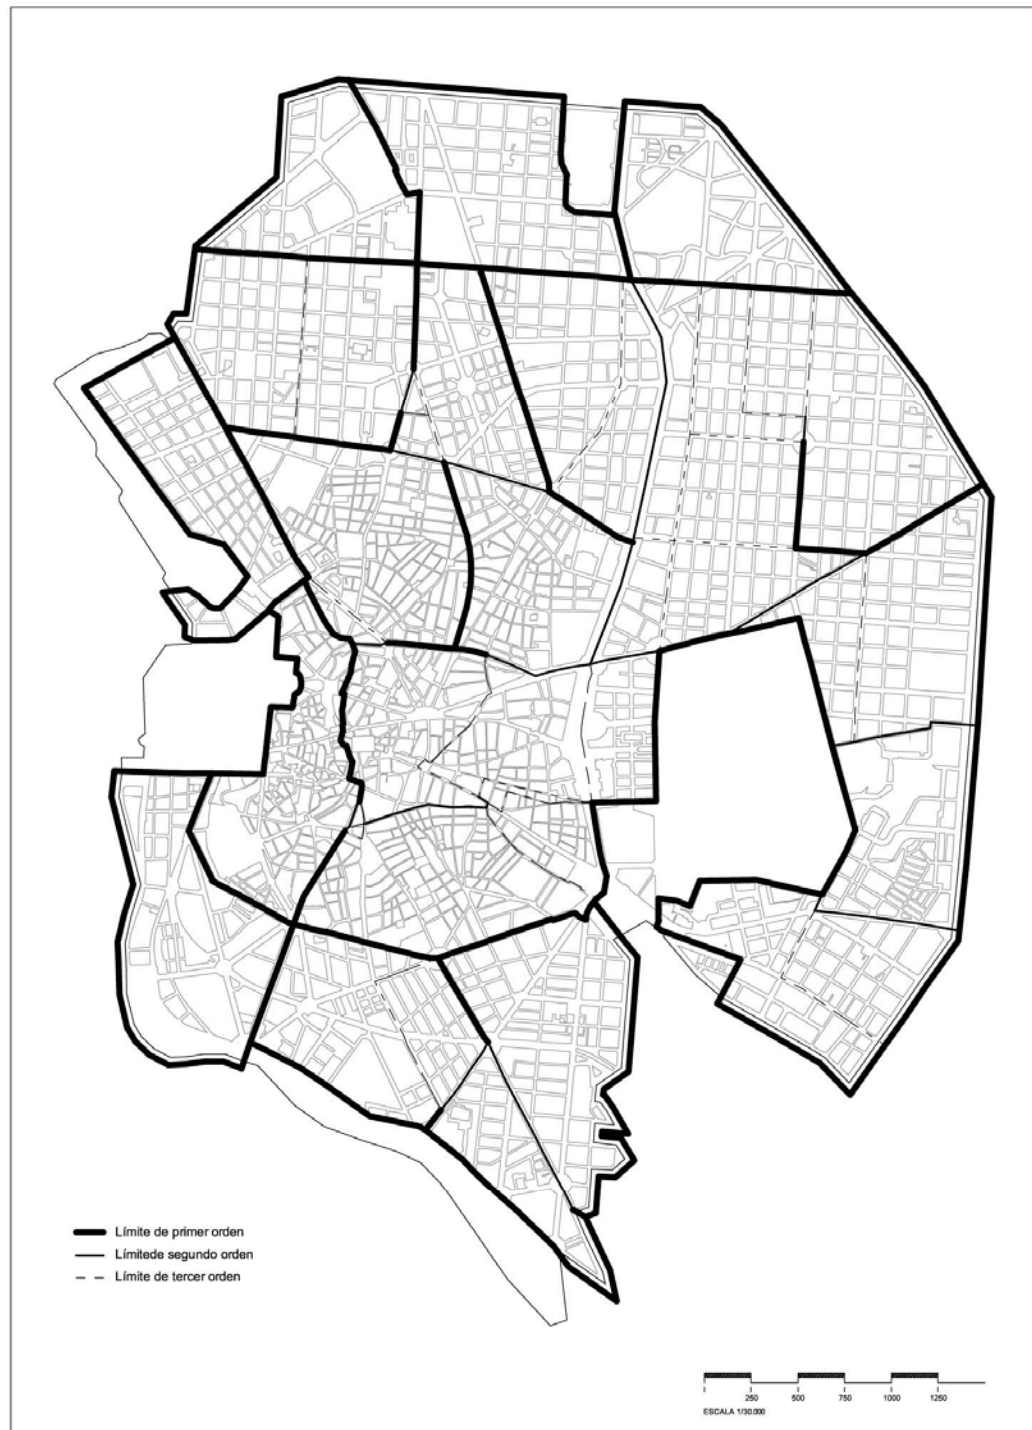 Límite de primer orden
Límitede segundo orden
Límite de tercer orden
250 500 750 1000 1250
ESCALA 1/30.000